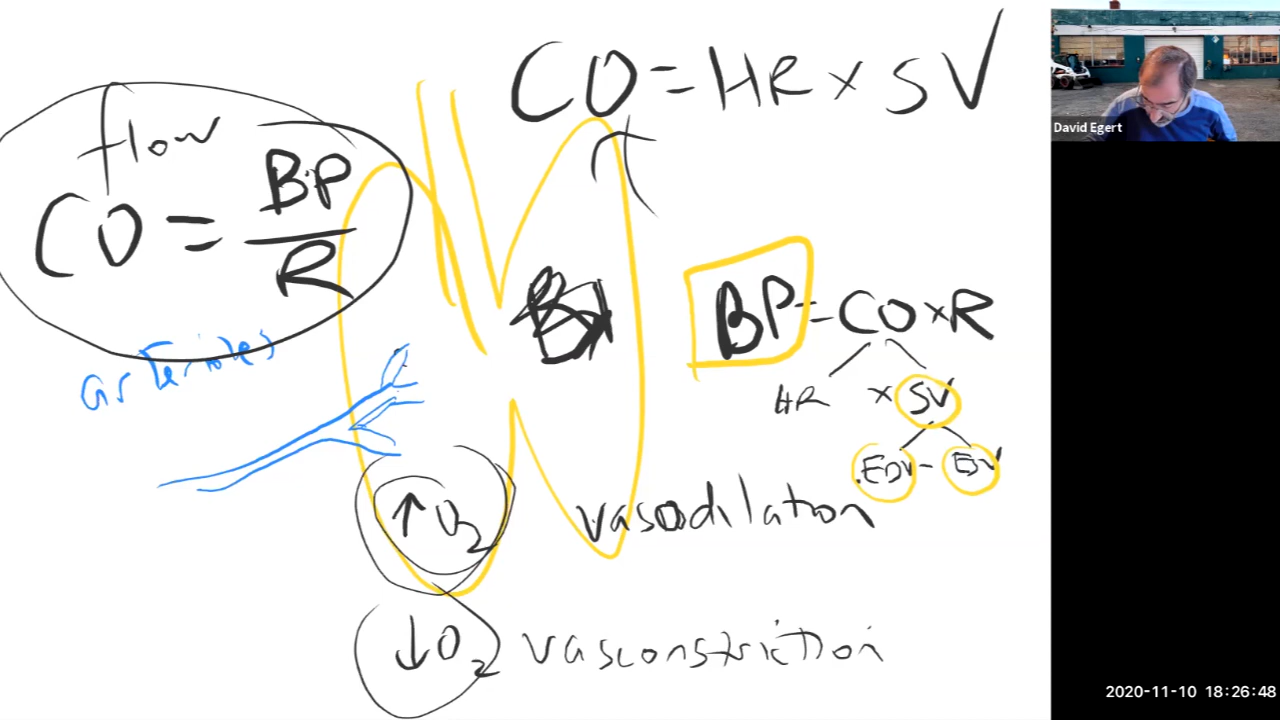 CO = HR x SV
flow
CO = BP
R
David Egert
BP = CO x R
arterioles
HR x SV
EDV - ESV
↑O2 vasodilation
↓O2 vasconstriction
2020-11-10 18:26:48